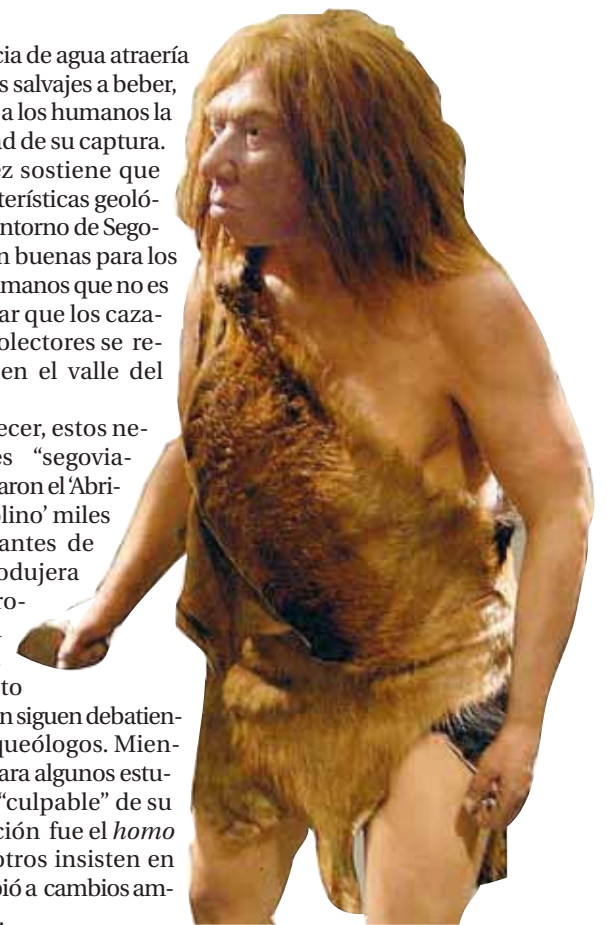 cia de agua atraería
s salvajes a beber,
a los humanos la
ad de su captura.
ez sostiene que
terísticas geoló-
ntorno de Sego-
n buenas para los
manos que no es
ar que los caza-
olectores se re-
en el valle del
ecer, estos ne-
es “segovia-
aron el ‘Abri-
olino’ miles
antes de
odujera
ro-
to
n siguen debatien-
queólogos. Mien-
ara algunos estu-
“culpable” de su
ción fue el homo
otros insisten en
bió a cambios am-